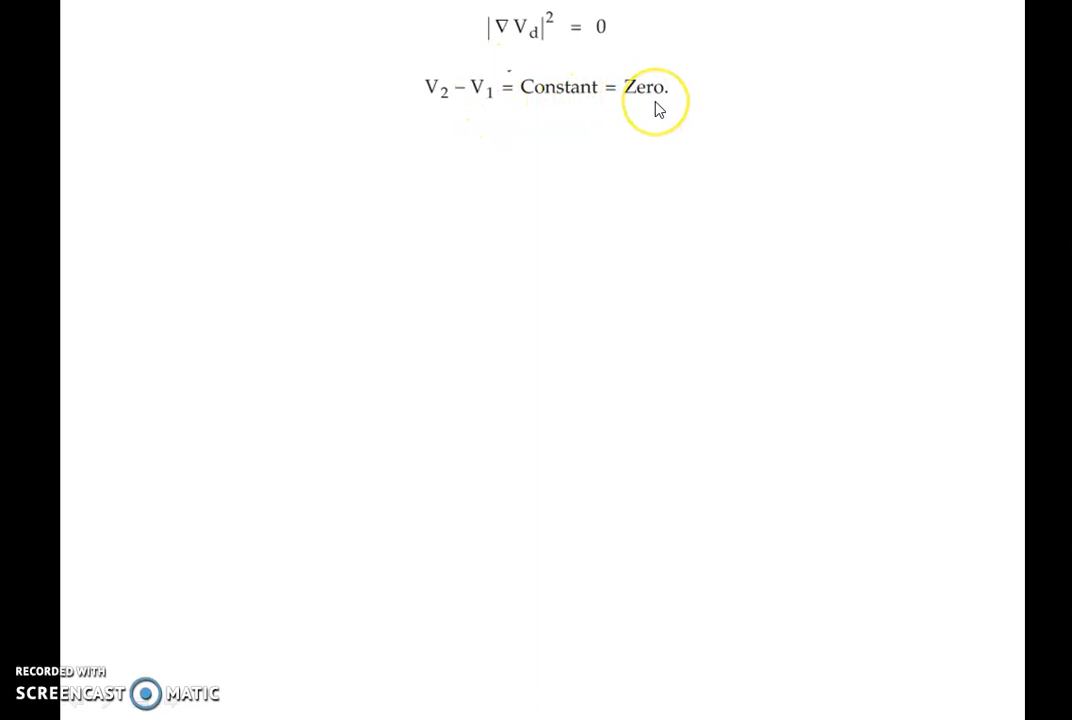 |∇ V_d|² = 0
V₂ − V₁ = Constant = Zero.
RECORDED WITH
SCREENCAST MATIC